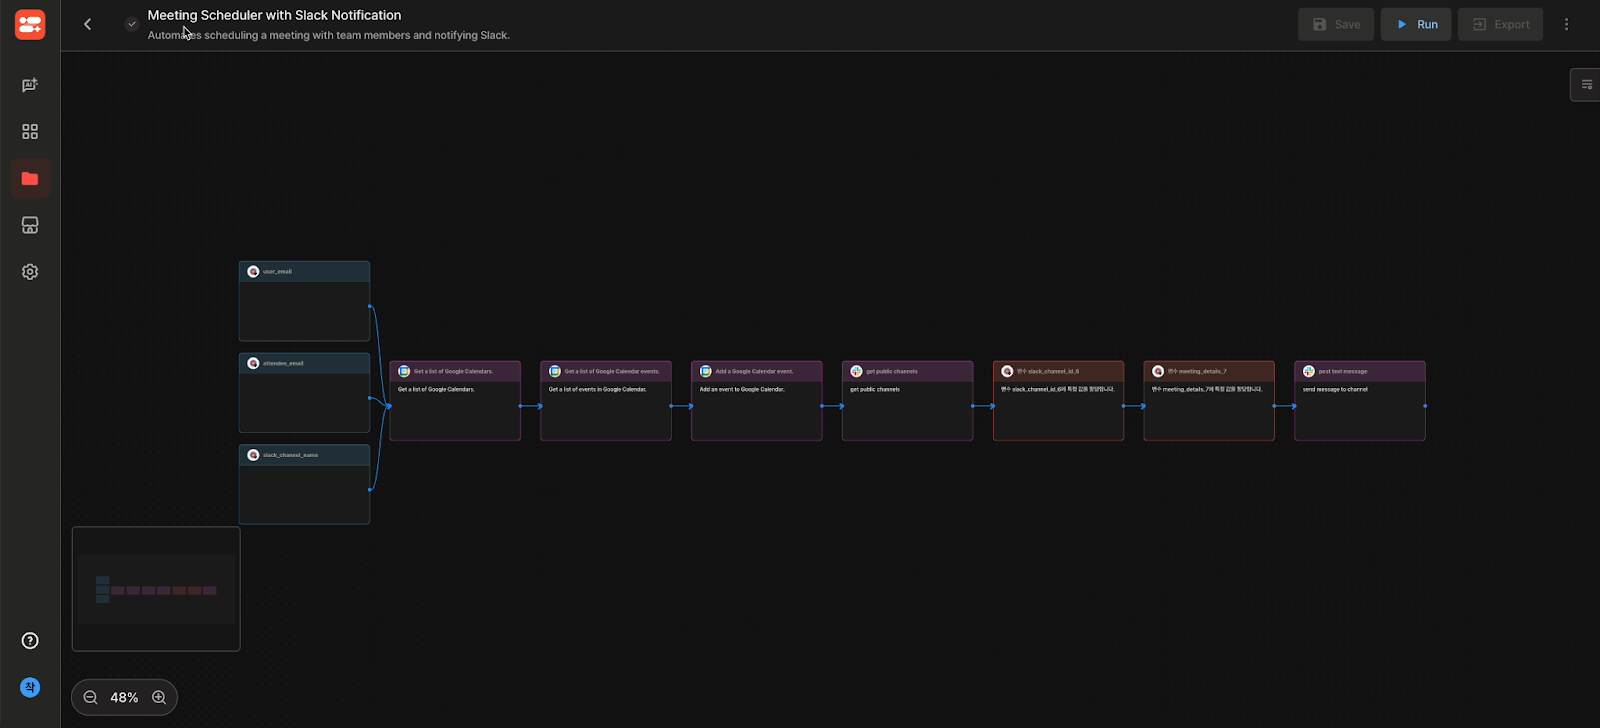 Meeting Scheduler with Slack Notification
Automates scheduling a meeting with team members and notifying Slack.
Save
Run
Export
AI
user_email
attendee_email
slack_channel_name
Get a list of Google Calendars.
Get a list of Google Calendars.
Get a list of Google Calendar events.
Get a list of events in Google Calendar.
Add a Google Calendar event.
Add an event to Google Calendar.
get public channels
get public channels
변수 slack_channel_id_6
변수 slack_channel_id_6에 특정 값을 할당합니다.
변수 meeting_details_7
변수 meeting_details_7에 특정 값을 할당합니다.
post text message
send message to channel
착
48%